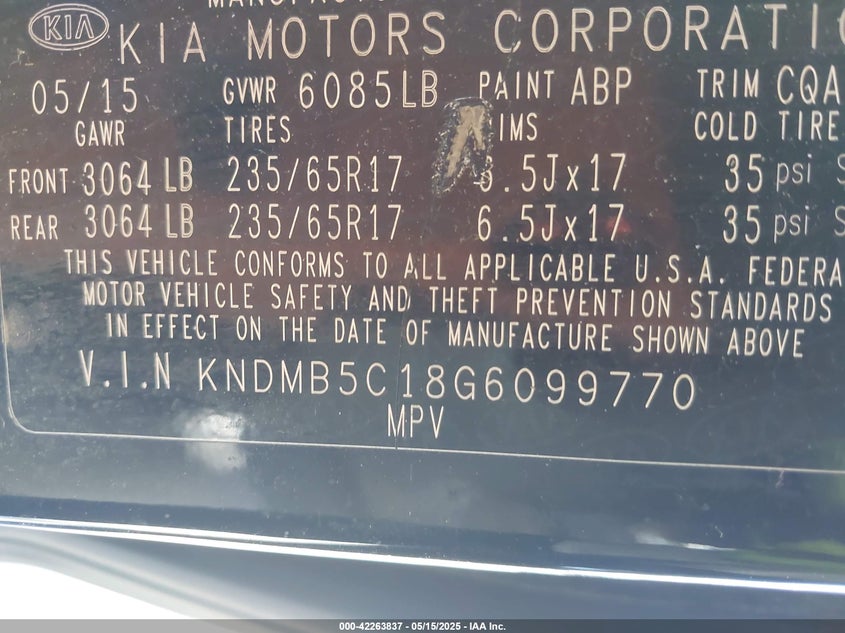 KIA
KIA MOTORS CORPORATIO
05/15 GVWR 6085LB PAINT ABP TRIM CQA
GAWR TIRES IMS COLD TIRE
FRONT 3064 LB 235/65R17 6.5Jx17 35 psi S
REAR 3064 LB 235/65R17 6.5Jx17 35 psi S
THIS VEHICLE CONFORMS TO ALL APPLICABLE U.S.A. FEDERA
MOTOR VEHICLE SAFETY AND THEFT PREVENTION STANDARDS
IN EFFECT ON THE DATE OF MANUFACTURE SHOWN ABOVE
V.I.N KNDMB5C18G6099770
MPV
000-42263837 - 05/15/2025 - IAA Inc.